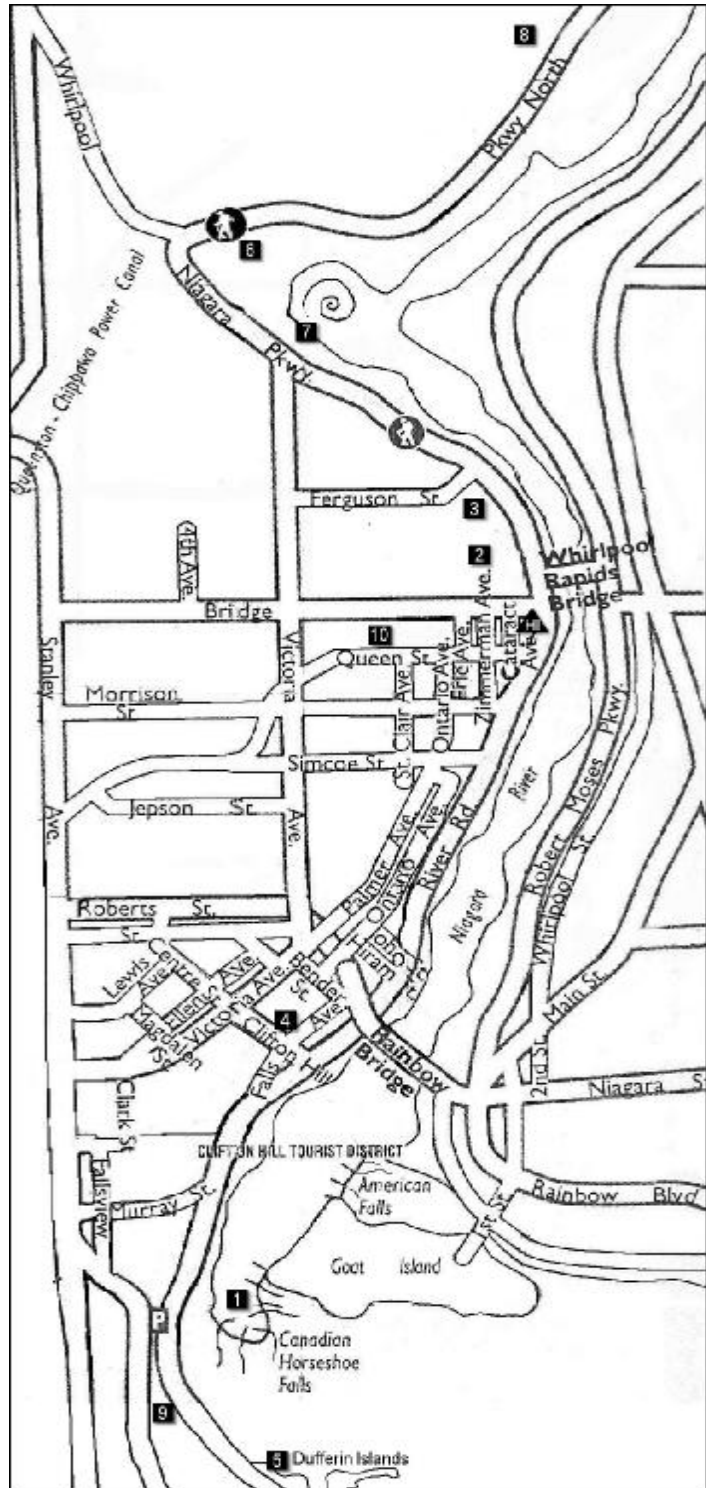 8
Whirlpool
Pkwy North
6
Queenston - Chippawa Power Canal
Niagara
Pkwy.
7
Ferguson St.
3
2
4th Ave.
Whirlpool
Rapids
Bridge
Bridge
Stanley
Ave.
Victoria
Ave.
10
Queen St.
Eric Ave.
Zimmerman Ave.
Cataract
Ave.
Morrison
St.
St. Clair Ave.
Ontario Ave.
Simcoe St.
Jepson St.
River
Niagara
Robert Moses Pkwy.
Whirlpool St.
River Rd.
Palmer Ave.
Ontario Ave.
Roberts St.
St.
Hiram
Lewis
Ave.
Centre
Ellen's Ave.
Victoria Ave.
Bender
St.
Magdalen
St.
4
Clifton Hill
Falls Ave.
Rainbow
Bridge
Main St.
2nd St.
Niagara St
Clark St.
CLIFTON HILL TOURIST DISTRICT
Fallsview
Murray St.
American
Falls
1st St.
Rainbow Blvd
Goat Island
1
Canadian
Horseshoe
Falls
9
5
Dufferin Islands